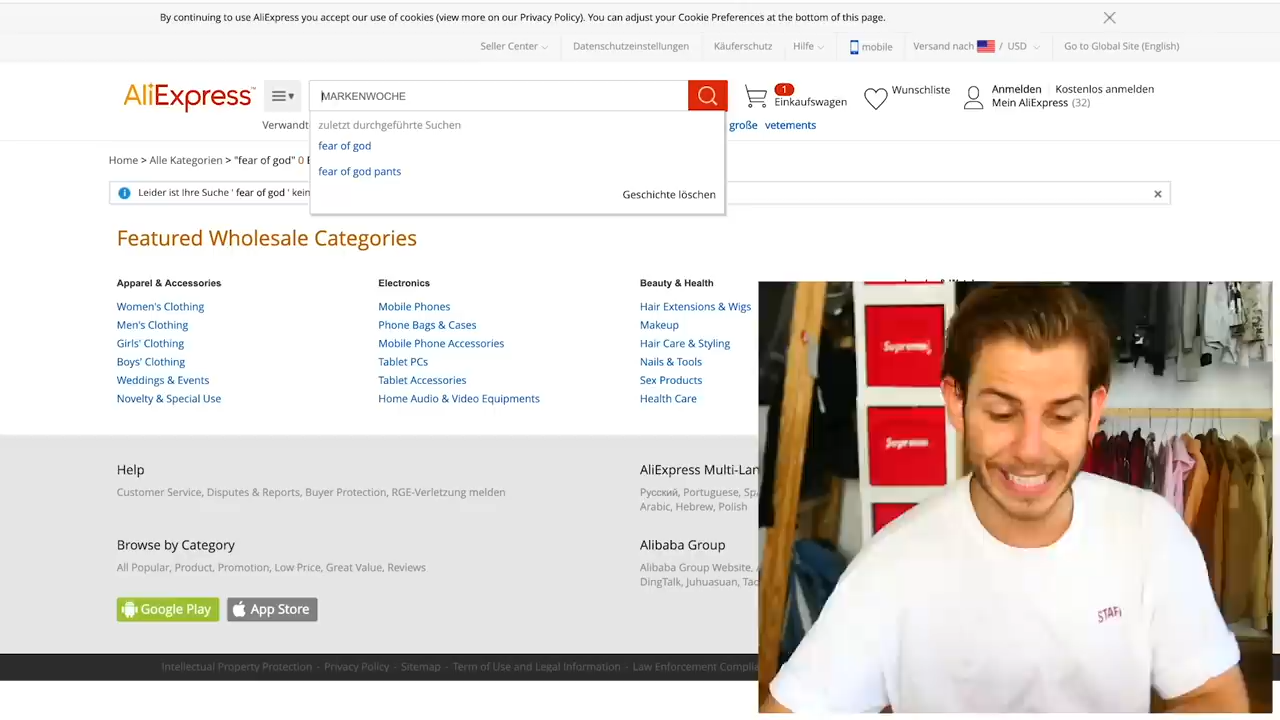 By continuing to use AliExpress you accept our use of cookies (view more on our Privacy Policy). You can adjust your Cookie Preferences at the bottom of this page.
Seller Center
Datenschutzeinstellungen
Käuferschutz
Hilfe
mobile
Versand nach / USD
Go to Global Site (English)
AliExpress™
MARKENWOCHE
1
Einkaufswagen
Wunschliste
Anmelden Kostenlos anmelden
Mein AliExpress (32)
Verwandt
zuletzt durchgeführte Suchen
große vetements
fear of god
fear of god pants
Geschichte löschen
Home > Alle Kategorien > "fear of god" 0
Leider ist Ihre Suche ' fear of god ' kein
Featured Wholesale Categories
Apparel & Accessories
Women's Clothing
Men's Clothing
Girls' Clothing
Boys' Clothing
Weddings & Events
Novelty & Special Use
Electronics
Mobile Phones
Phone Bags & Cases
Mobile Phone Accessories
Tablet PCs
Tablet Accessories
Home Audio & Video Equipments
Beauty & Health
Hair Extensions & Wigs
Makeup
Hair Care & Styling
Nails & Tools
Sex Products
Health Care
Help
Customer Service, Disputes & Reports, Buyer Protection, RGE-Verletzung melden
AliExpress Multi-Lan
Русский, Portuguese, Sp
Arabic, Hebrew, Polish
Browse by Category
All Popular, Product, Promotion, Low Price, Great Value, Reviews
Alibaba Group
Alibaba Group Website,
DingTalk, Juhuasuan, Tao
Google Play
App Store
Intellectual Property Protection - Privacy Policy - Sitemap - Term of Use and Legal Information - Law Enforcement Complia
Supreme
Supreme
STAFF